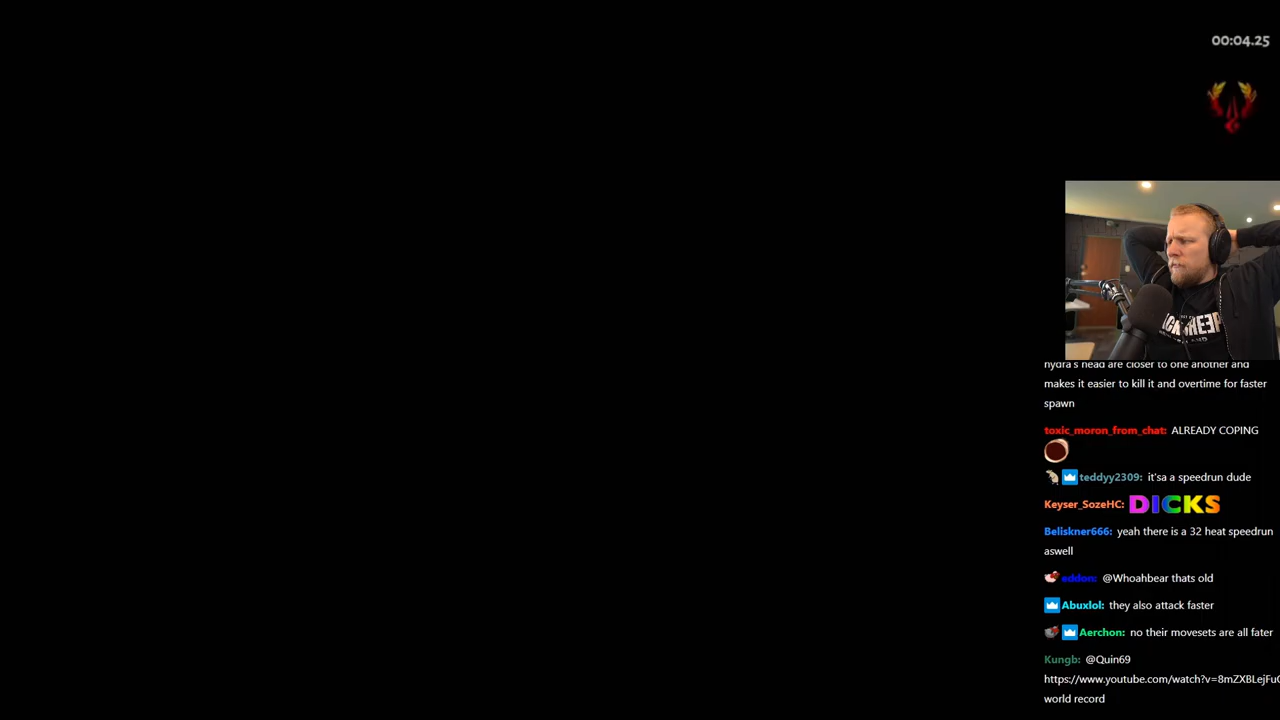 00:04.25
hydra's head are closer to one another and
makes it easier to kill it and overtime for faster
spawn
toxic_moron_from_chat: ALREADY COPING
teddyy2309: it'sa a speedrun dude
Keyser_SozeHC: DICKS
Beliskner666: yeah there is a 32 heat speedrun
aswell
eddon: @Whoahbear thats old
Abuxlol: they also attack faster
Aerchon: no their movesets are all fater
Kungb: @Quin69
https://www.youtube.com/watch?v=8mZXBLejFu
world record